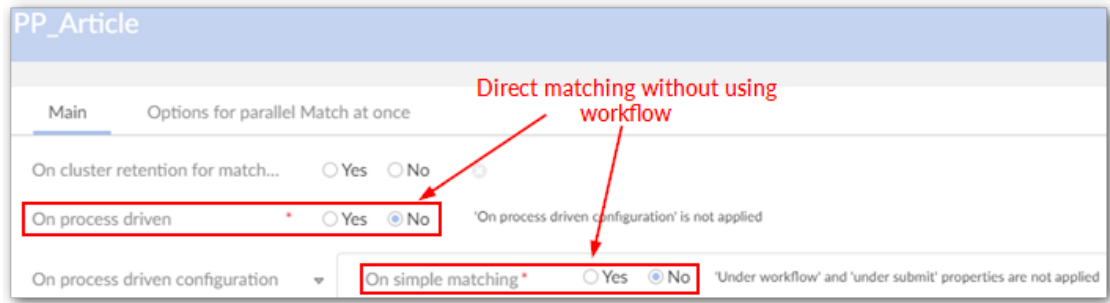 PP_Article
Direct matching without using
workflow
Main Options for parallel Match at once
On cluster retention for match... Yes No
On process driven * Yes No 'On process driven configuration' is not applied
On process driven configuration On simple matching * Yes No 'Under workflow' and 'under submit' properties are not applied